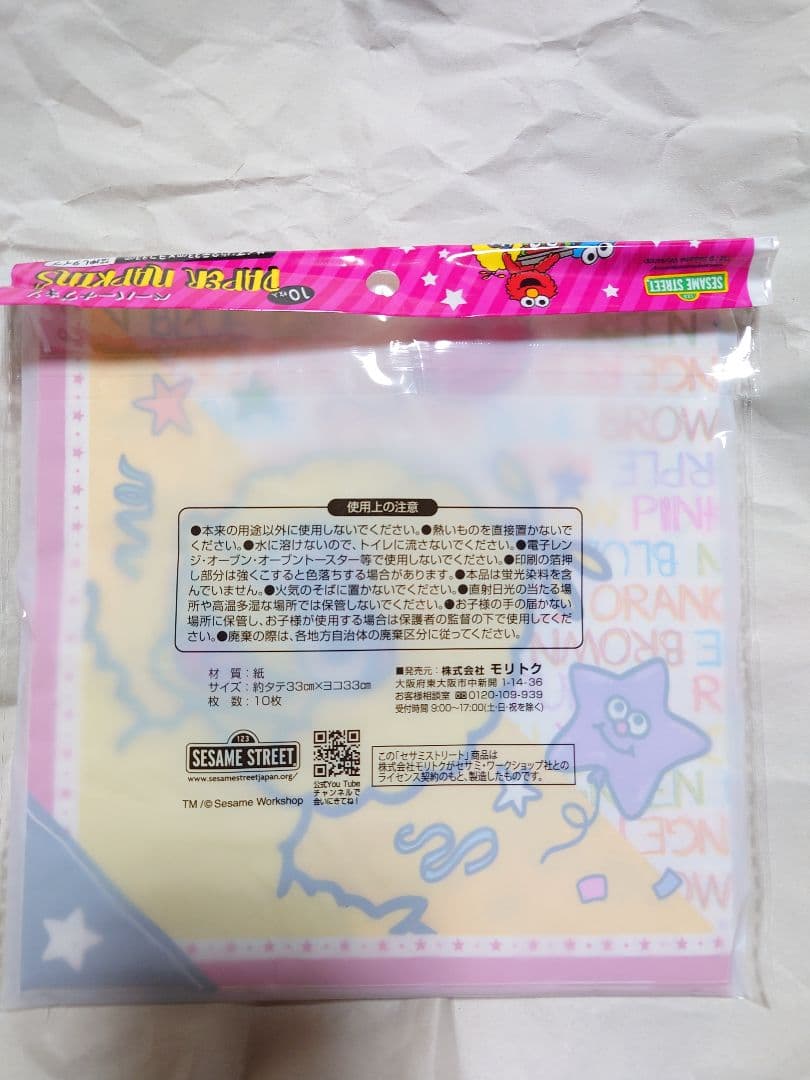 ペーパーナプキン
PAPER NAPKINS
10枚入
SESAME STREET
使用上の注意
●本来の用途以外に使用しないでください。●熱いものを直接置かないで
ください。●水に溶けないので、トイレに流さないでください。●電子レン
ジ・オーブン・オーブントースター等で使用しないでください。●印刷の箔押
し部分は強くこすると色落ちする場合があります。●本品は蛍光染料を含
んでいません。●火気のそばに置かないでください。●直射日光の当たる場
所や高温多湿な場所では保管しないでください。●お子様の手の届かない
場所に保管し、お子様が使用する場合は保護者の監督の下で使用してくだ
さい。●廃棄の際は、各地方自治体の廃棄区分に従ってください。
材 質：紙
サイズ：約タテ33cm×ヨコ33cm
枚 数：10枚
■発売元：株式会社 モリトク
大阪府東大阪市中新開 1-14-36
お客様相談室 0120-109-939
受付時間 9:00〜17:00(土・日・祝を除く)
123
SESAME STREET
www.sesamestreetjapan.org/
TM/© Sesame Workshop
公式You Tube
チャンネルで
会いにきてね!
この「セサミストリート」商品は
株式会社モリトクがセサミ・ワークショップ社との
ライセンス契約のもと、製造したものです。
BROW
RPLE
PINK
BLU
ORANG
E BROWN
R
NGE